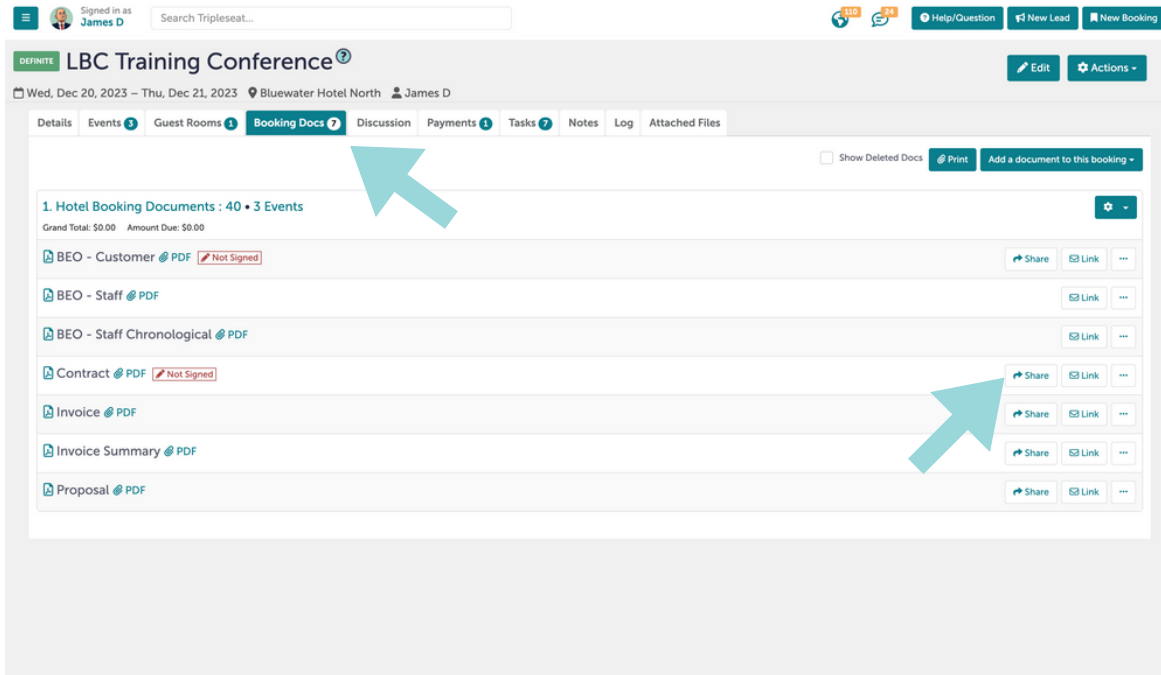 Signed in as
James D
Search Tripleseat...
110
24
Help/Question
New Lead
New Booking
DEFINITE LBC Training Conference ?
Edit
Actions
Wed, Dec 20, 2023 – Thu, Dec 21, 2023 Bluewater Hotel North James D
Details Events 3 Guest Rooms 1 Booking Docs 7 Discussion Payments 1 Tasks 7 Notes Log Attached Files
Show Deleted Docs Print Add a document to this booking
1. Hotel Booking Documents : 40 • 3 Events
Grand Total: $0.00 Amount Due: $0.00
BEO - Customer PDF Not Signed Share Link ...
BEO - Staff PDF Link ...
BEO - Staff Chronological PDF Link ...
Contract PDF Not Signed Share Link ...
Invoice PDF Share Link ...
Invoice Summary PDF Share Link ...
Proposal PDF Share Link ...